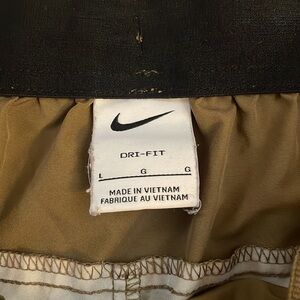 DRI-FIT
L G G
MADE IN VIETNAM
FABRIQUE AU VIETNAM